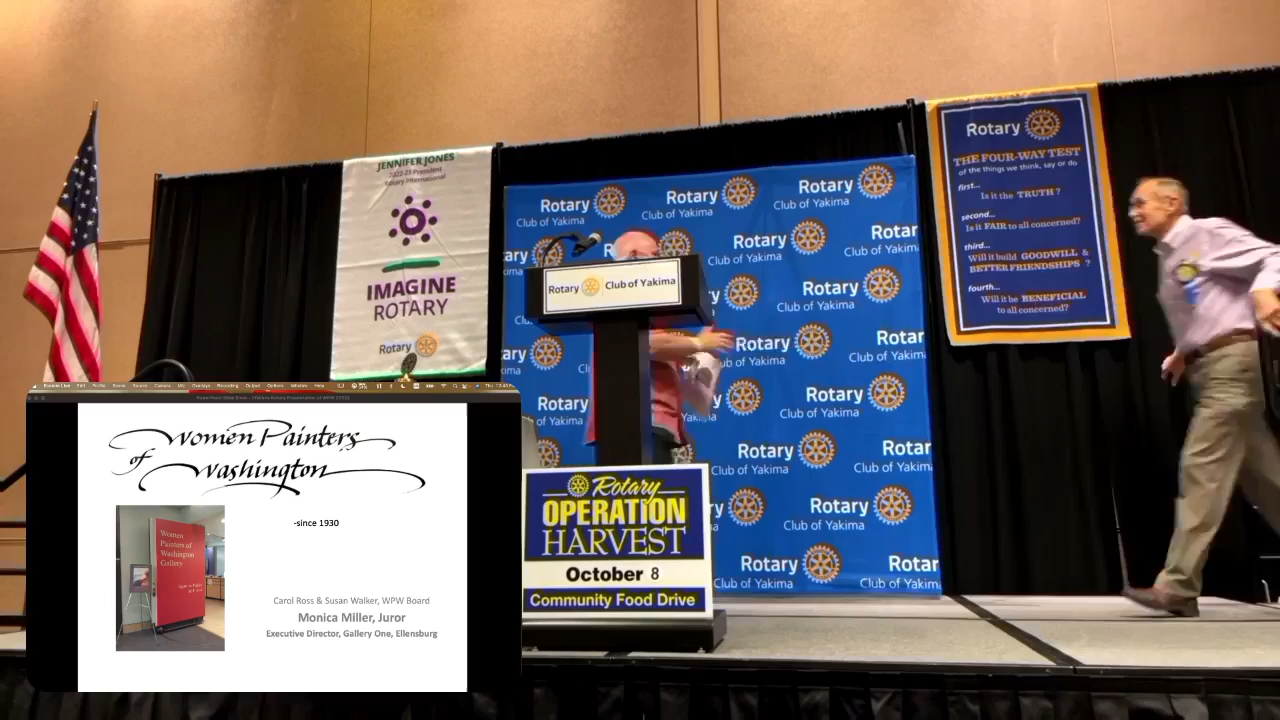 JENNIFER JONES
2022-23 President
Rotary International
IMAGINE
ROTARY
Rotary
Rotary
Club of Yakima
Rotary
Club of Yakima
Rotary
Club of Yakima
Rotary
Club of Yakima
Rotary
Club of Yakima
Rotary
Club of Yakima
Rotary
Club of Yakima
Rotary
Club of Yakima
Rotary
Club of Yakima
Rotary
Club of Yakima
Rotary Club of Yakima
Rotary
THE FOUR-WAY TEST
of the things we think, say or do
first...
Is it the TRUTH ?
second...
Is it FAIR to all concerned?
third...
Will it build GOODWILL &
BETTER FRIENDSHIPS ?
fourth...
Will it be BENEFICIAL
to all concerned?
Rotary
OPERATION
HARVEST
October 8
Community Food Drive
Women Painters
of Washington
-since 1930
Women
Painters of
Washington
Gallery
Carol Ross & Susan Walker, WPW Board
Monica Miller, Juror
Executive Director, Gallery One, Ellensburg